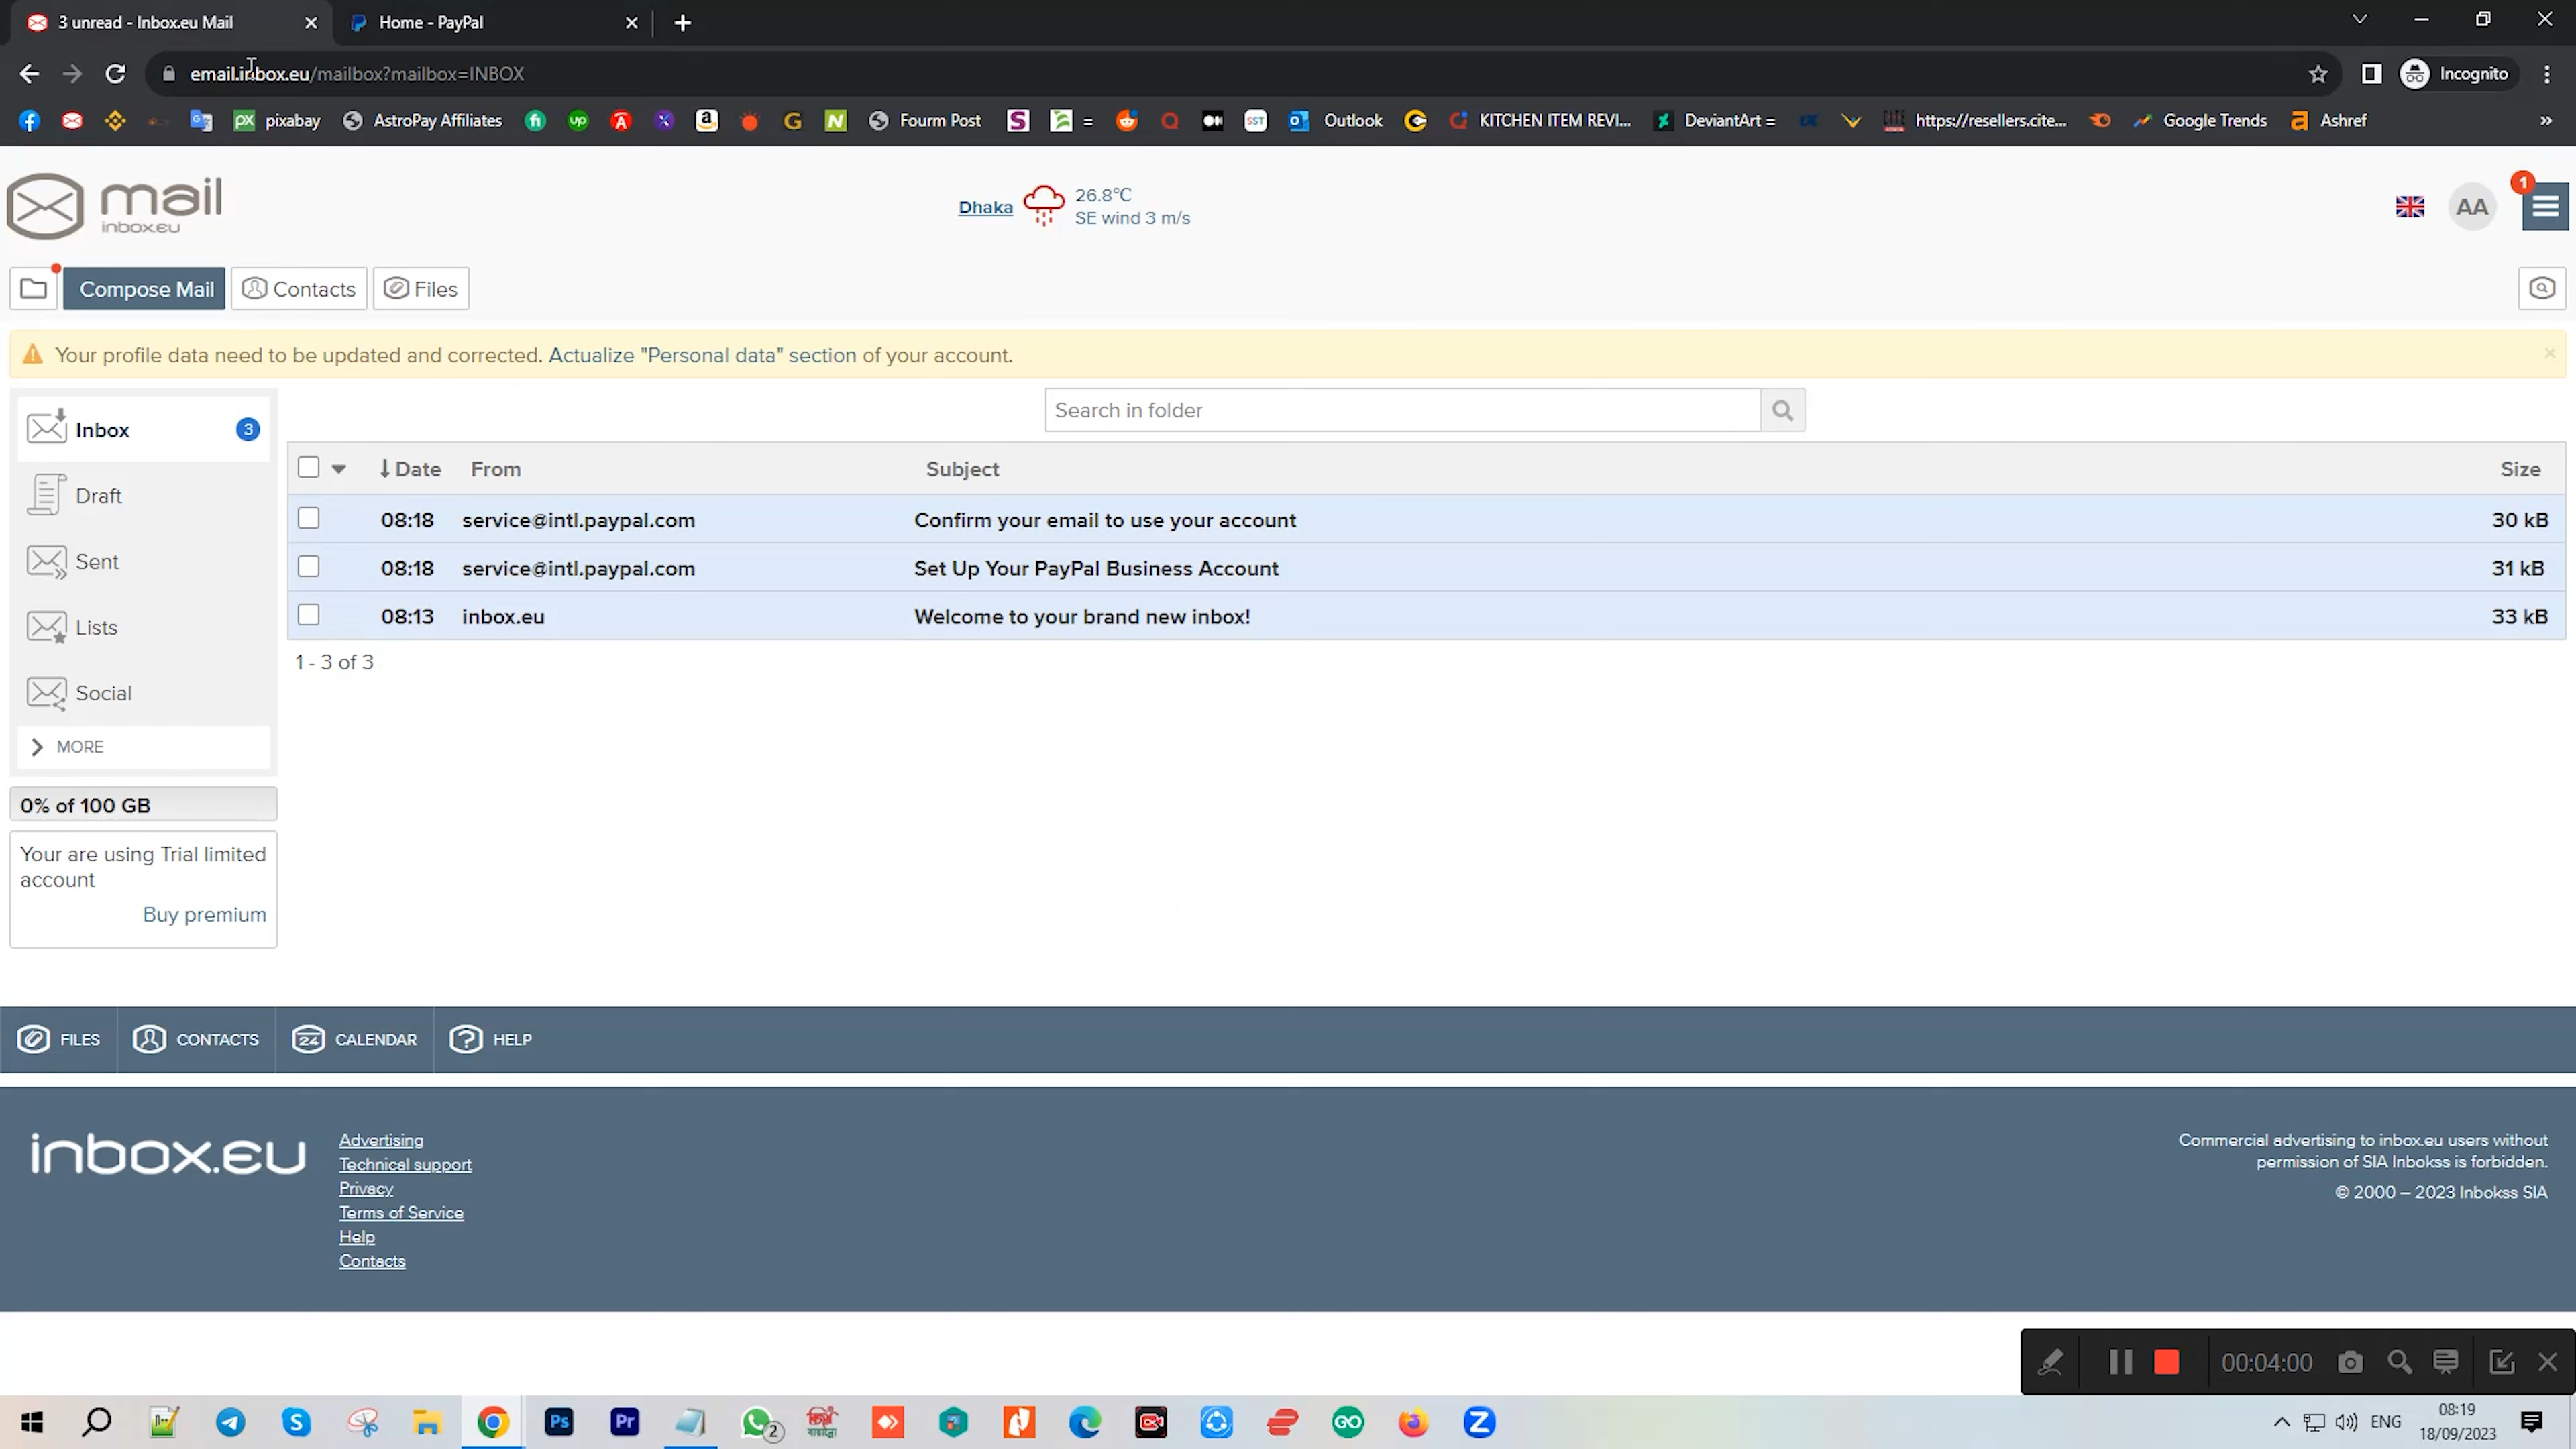 3 unread - Inbox.eu Mail
Home - PayPal
email.inbox.eu/mailbox?mailbox=INBOX
Incognito
pixabay
AstroPay Affiliates
Fourm Post
=
SST
Outlook
KITCHEN ITEM REVI...
DeviantArt =
https://resellers.cite...
Google Trends
Ashref
»
mail
inbox.eu
Dhaka
26.8°C
SE wind 3 m/s
AA
1
Compose Mail
Contacts
Files
Your profile data need to be updated and corrected. Actualize "Personal data" section of your account.
Inbox
3
Draft
Sent
Lists
Social
MORE
0% of 100 GB
Your are using Trial limited
account
Buy premium
Search in folder
Date From Subject Size
08:18 service@intl.paypal.com Confirm your email to use your account 30 kB
08:18 service@intl.paypal.com Set Up Your PayPal Business Account 31 kB
08:13 inbox.eu Welcome to your brand new inbox! 33 kB
1 - 3 of 3
FILES
CONTACTS
24 CALENDAR
HELP
inbox.eu
Advertising
Technical support
Privacy
Terms of Service
Help
Contacts
Commercial advertising to inbox.eu users without
permission of SIA Inbokss is forbidden.
© 2000 – 2023 Inbokss SIA
00:04:00
Ps
Pr
2
GO
Z
ENG
08:19
18/09/2023